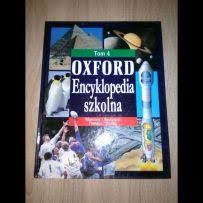 Tom 4
OXFORD
Encyklopedia
szkolna